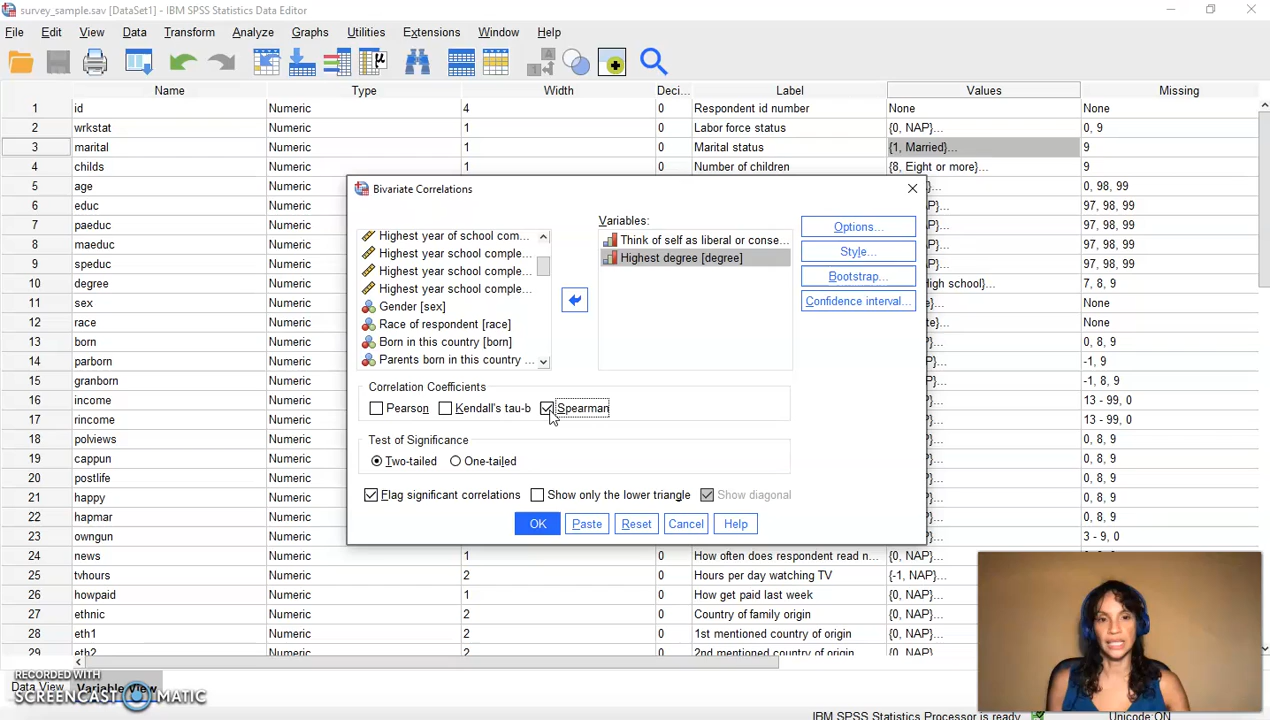 survey_sample.sav [DataSet1] - IBM SPSS Statistics Data Editor
File Edit View Data Transform Analyze Graphs Utilities Extensions Window Help
Name Type Width Deci... Label Values Missing
1 id Numeric 4 0 Respondent id number None None
2 wrkstat Numeric 1 0 Labor force status {0, NAP}... 0, 9
3 marital Numeric 1 0 Marital status {1, Married}... 9
4 childs Numeric 1 0 Number of children {8, Eight or more}... 9
5 age Numeric 0, 98, 99
6 educ Numeric 97, 98, 99
7 paeduc Numeric 97, 98, 99
8 maeduc Numeric 97, 98, 99
9 speduc Numeric 97, 98, 99
10 degree Numeric High school}... 7, 8, 9
11 sex Numeric None
12 race Numeric None
13 born Numeric 0, 8, 9
14 parborn Numeric -1, 9
15 granborn Numeric -1, 8, 9
16 income Numeric 13 - 99, 0
17 rincome Numeric 13 - 99, 0
18 polviews Numeric 0, 8, 9
19 cappun Numeric 0, 8, 9
20 postlife Numeric 0, 8, 9
21 happy Numeric 0, 8, 9
22 hapmar Numeric 0, 8, 9
23 owngun Numeric 3 - 9, 0
24 news Numeric 1 0 How often does respondent read n... {0, NAP}...
25 tvhours Numeric 2 0 Hours per day watching TV {-1, NAP}...
26 howpaid Numeric 1 0 How get paid last week {0, NAP}...
27 ethnic Numeric 2 0 Country of family origin {0, NAP}...
28 eth1 Numeric 2 0 1st mentioned country of origin {0, NAP}...
29 eth2 Numeric 2 0 2nd mentioned country of origin {0, NAP}...
Bivariate Correlations
Variables:
Highest year of school com...
Highest year school comple...
Highest year school comple...
Highest year school comple...
Gender [sex]
Race of respondent [race]
Born in this country [born]
Parents born in this country ...
Think of self as liberal or conse...
Highest degree [degree]
Options...
Style...
Bootstrap...
Confidence interval...
Correlation Coefficients
Pearson Kendall's tau-b Spearman
Test of Significance
Two-tailed One-tailed
Flag significant correlations Show only the lower triangle Show diagonal
OK Paste Reset Cancel Help
Data View Variable View
RECORDED WITH
SCREENCAST MATIC
IBM SPSS Statistics Processor is ready Unicode:ON